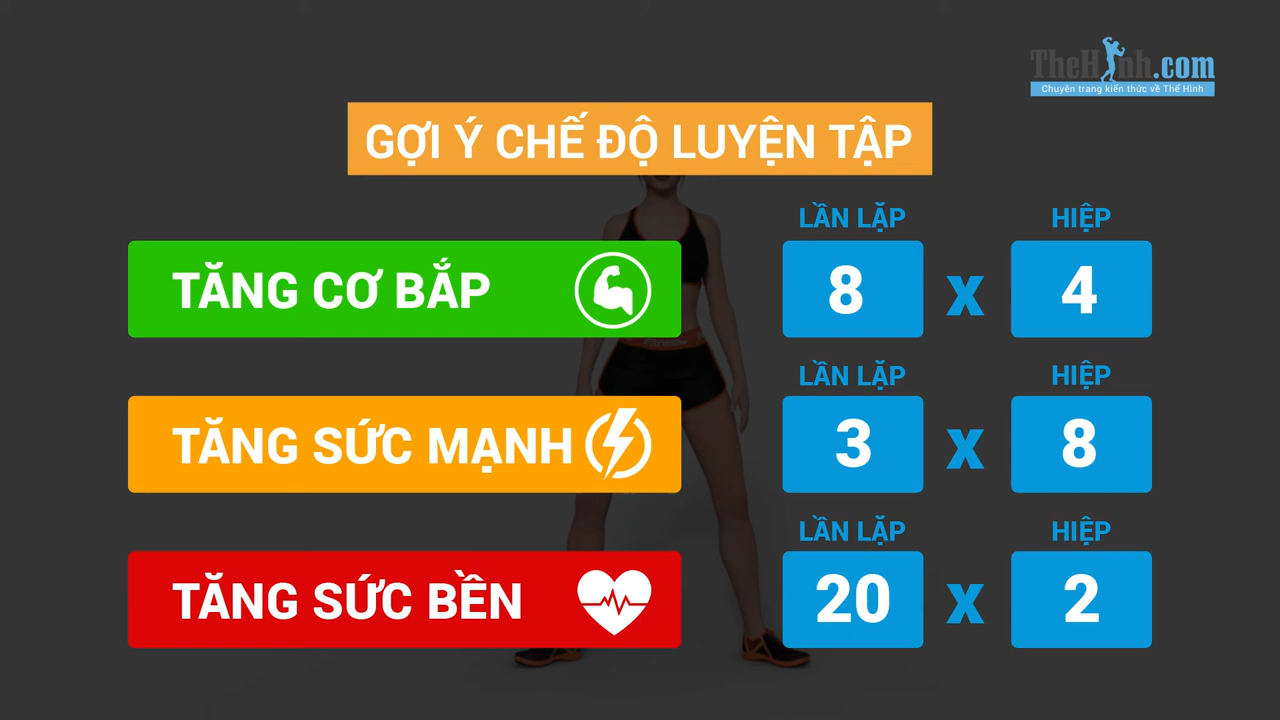 TheHình.com
Chuyên trang kiến thức về Thể Hình
GỢI Ý CHẾ ĐỘ LUYỆN TẬP
LẦN LẶP HIỆP
TĂNG CƠ BẮP 8 x 4
LẦN LẶP HIỆP
TĂNG SỨC MẠNH 3 x 8
LẦN LẶP HIỆP
TĂNG SỨC BỀN 20 x 2